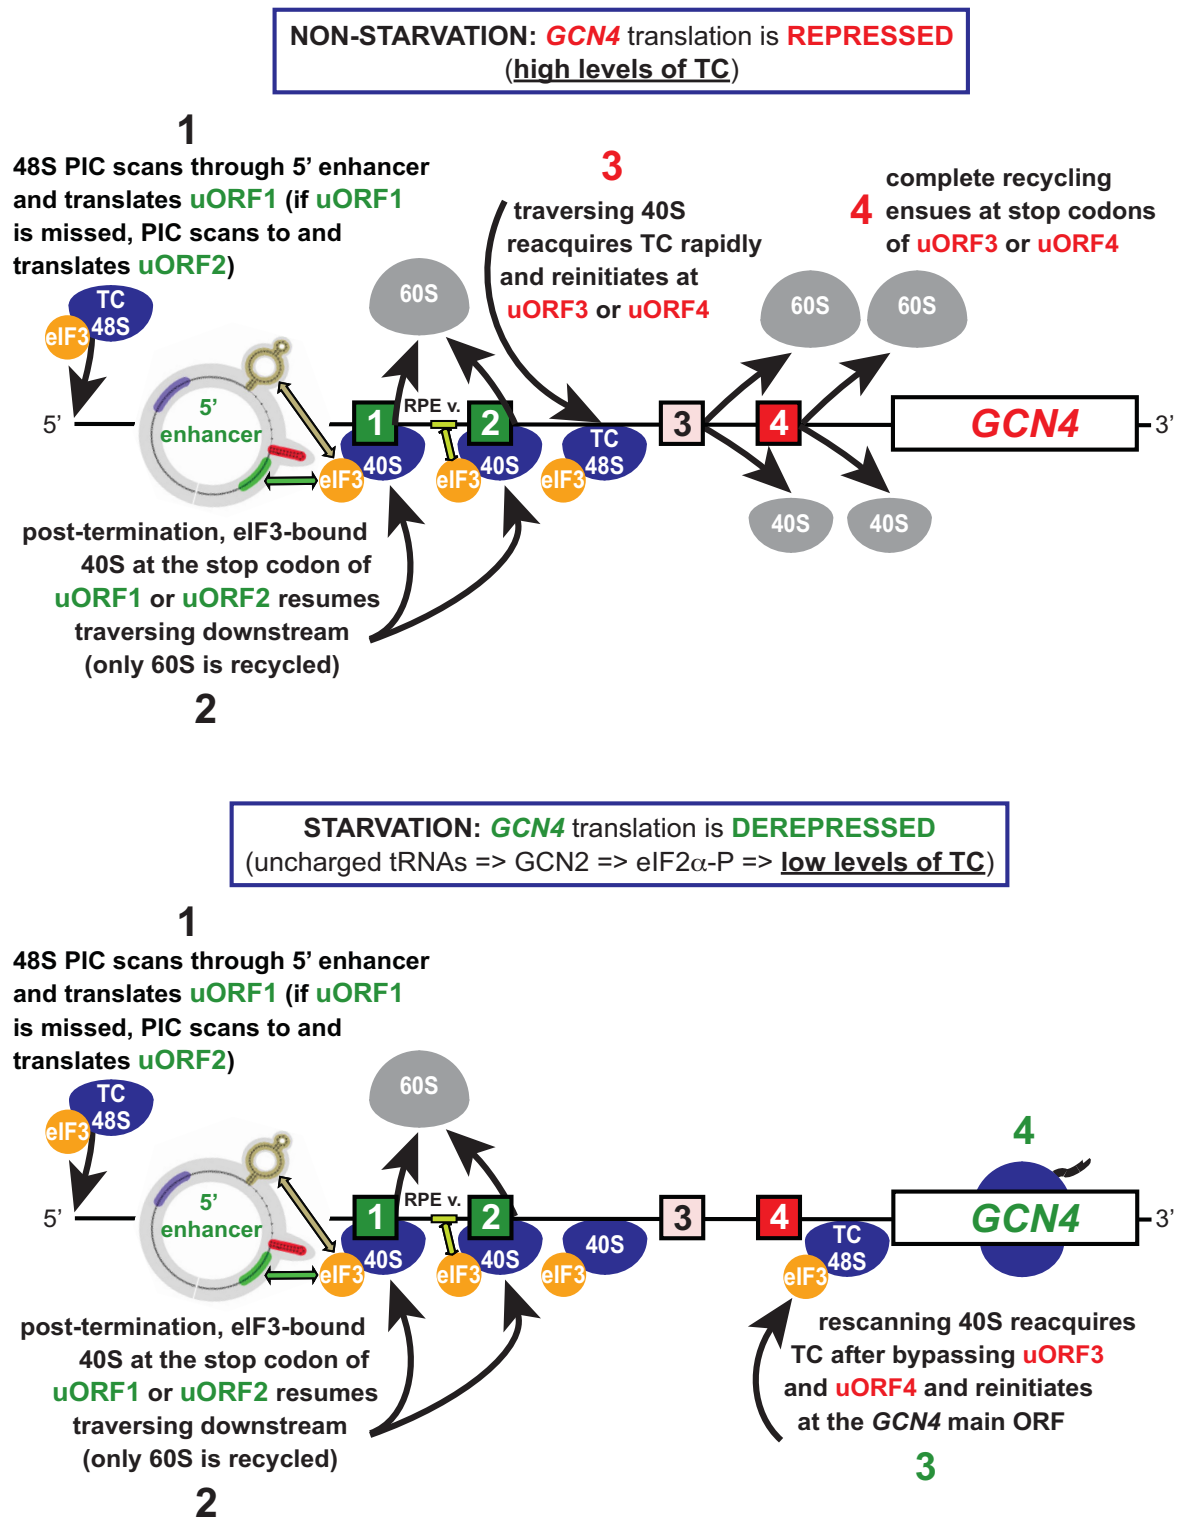 NON-STARVATION: GCN4 translation is REPRESSED
(high levels of TC)
1
48S PIC scans through 5’ enhancer
and translates uORF1 (if uORF1
is missed, PIC scans to and
translates uORF2)
3
traversing 40S
reacquires TC rapidly
and reinitiates at
uORF3 or uORF4
4
complete recycling
ensues at stop codons
of uORF3 or uORF4
TC
48S
eIF3
60S
60S
60S
5’
5’
enhancer
1
RPE v.
2
3
4
GCN4
3’
eIF3
40S
eIF3
40S
eIF3
TC
48S
40S
40S
post-termination, eIF3-bound
40S at the stop codon of
uORF1 or uORF2 resumes
traversing downstream
(only 60S is recycled)
2
STARVATION: GCN4 translation is DEREPRESSED
(uncharged tRNAs => GCN2 => eIF2α-P => low levels of TC)
1
48S PIC scans through 5’ enhancer
and translates uORF1 (if uORF1
is missed, PIC scans to and
translates uORF2)
TC
48S
eIF3
60S
4
5’
5’
enhancer
1
RPE v.
2
3
4
GCN4
3’
eIF3
40S
eIF3
40S
eIF3
40S
eIF3
TC
48S
post-termination, eIF3-bound
40S at the stop codon of
uORF1 or uORF2 resumes
traversing downstream
(only 60S is recycled)
2
rescanning 40S reacquires
TC after bypassing uORF3
and uORF4 and reinitiates
at the GCN4 main ORF
3